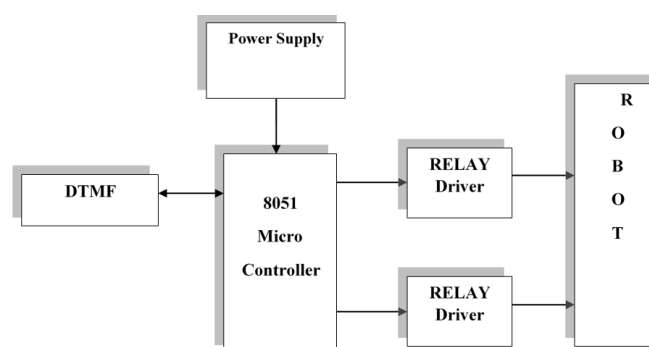 Power Supply
DTMF
8051
Micro
Controller
RELAY
Driver
RELAY
Driver
R
O
B
O
T